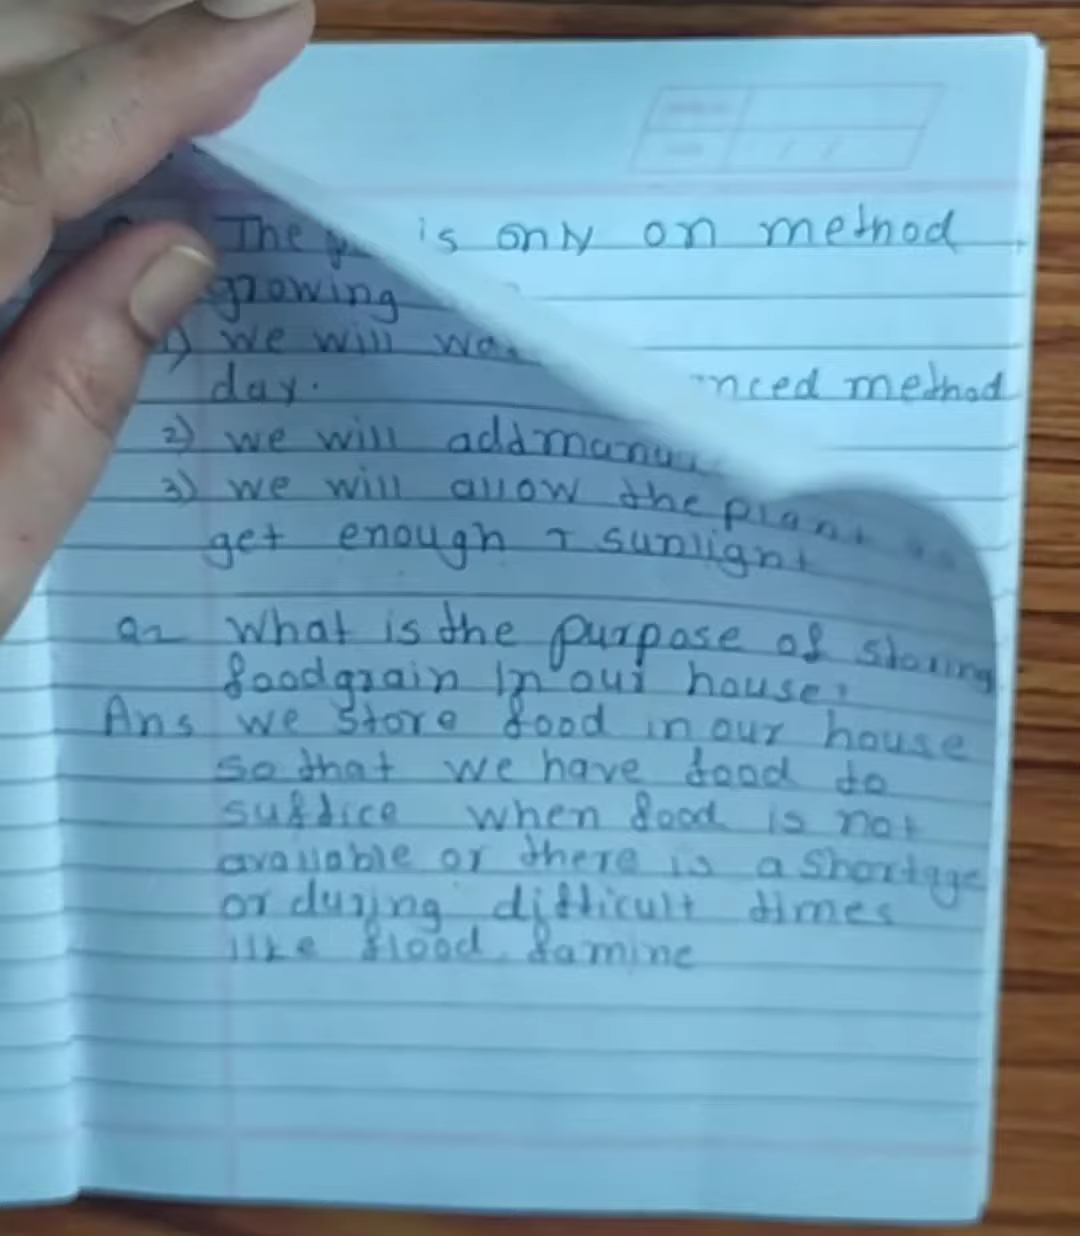 The is only on method
growing
1) we will
day. method
2) we will add
3) we will allow the
get enough sunlight
Q2 What is the purpose of storing
foodgrain In our house.
Ans we store food in our house
so that we have food to
suffice when food is not
available or there is a shortage
or during difficult times
like flood, famine